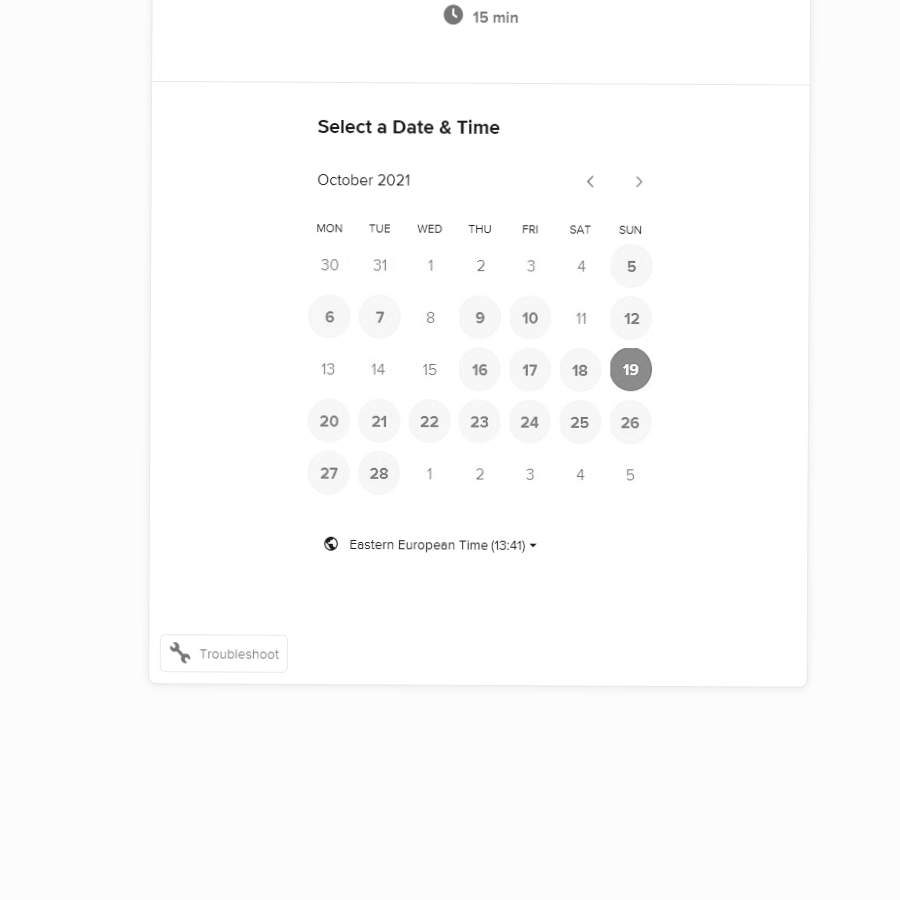 15 min
Select a Date & Time
October 2021
MON TUE WED THU FRI SAT SUN
30 31 1 2 3 4 5
6 7 8 9 10 11 12
13 14 15 16 17 18 19
20 21 22 23 24 25 26
27 28 1 2 3 4 5
Eastern European Time (13:41)
Troubleshoot